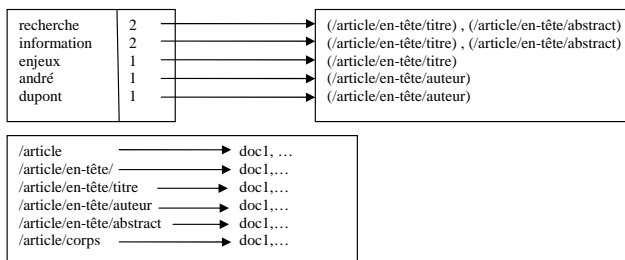 recherche 2 (/article/en-tête/titre) , (/article/en-tête/abstract)
information 2 (/article/en-tête/titre) , (/article/en-tête/abstract)
enjeux 1 (/article/en-tête/titre)
andré 1 (/article/en-tête/auteur)
dupont 1 (/article/en-tête/auteur)
/article doc1, …
/article/en-tête/ doc1,…
/article/en-tête/titre doc1,…
/article/en-tête/auteur doc1,…
/article/en-tête/abstract doc1,…
/article/corps doc1,…